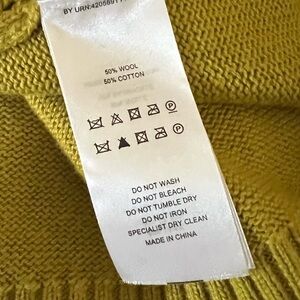 50% WOOL
50% COTTON
DO NOT WASH
DO NOT BLEACH
DO NOT TUMBLE DRY
DO NOT IRON
SPECIALIST DRY CLEAN
MADE IN CHINA